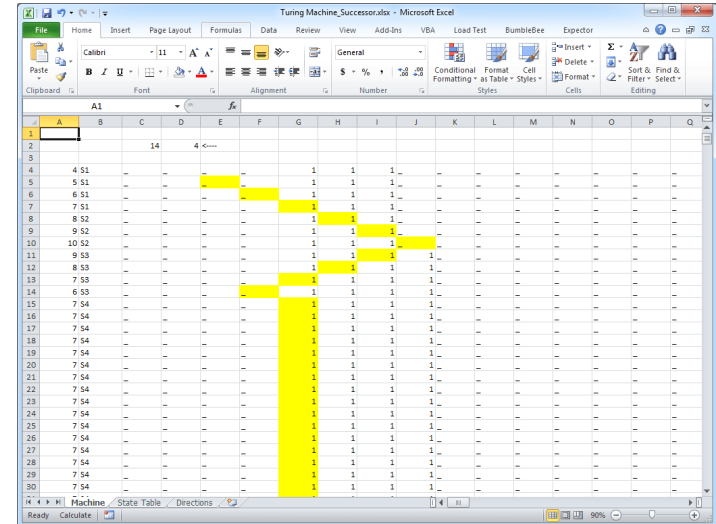 Turing Machine_Successor.xlsx - Microsoft Excel
File Home Insert Page Layout Formulas Data Review View Add-Ins VBA Load Test BumbleBee Expector
Calibri 11 A A General Insert Σ
Paste B I U A $ % , .0 .00 .00 .0 Conditional Formatting Format as Table Cell Styles Delete Format Sort & Filter Find & Select
Clipboard Font Alignment Number Styles Cells Editing
A1 fx
A B C D E F G H I J K L M N O P Q
1
2 14 4 <----
3
4 4 S1 _ _ _ _ 1 1 1 _ _ _ _ _ _ _
5 5 S1 _ _ _ _ 1 1 1 _ _ _ _ _ _ _
6 6 S1 _ _ _ _ 1 1 1 _ _ _ _ _ _ _
7 7 S1 _ _ _ _ 1 1 1 _ _ _ _ _ _ _
8 8 S2 _ _ _ _ 1 1 1 _ _ _ _ _ _ _
9 9 S2 _ _ _ _ 1 1 1 _ _ _ _ _ _ _
10 10 S2 _ _ _ _ 1 1 1 _ _ _ _ _ _ _
11 9 S3 _ _ _ _ 1 1 1 1 _ _ _ _ _ _
12 8 S3 _ _ _ _ 1 1 1 1 _ _ _ _ _ _
13 7 S3 _ _ _ _ 1 1 1 1 _ _ _ _ _ _
14 6 S3 _ _ _ _ 1 1 1 1 _ _ _ _ _ _
15 7 S4 _ _ _ _ 1 1 1 1 _ _ _ _ _ _
16 7 S4 _ _ _ _ 1 1 1 1 _ _ _ _ _ _
17 7 S4 _ _ _ _ 1 1 1 1 _ _ _ _ _ _
18 7 S4 _ _ _ _ 1 1 1 1 _ _ _ _ _ _
19 7 S4 _ _ _ _ 1 1 1 1 _ _ _ _ _ _
20 7 S4 _ _ _ _ 1 1 1 1 _ _ _ _ _ _
21 7 S4 _ _ _ _ 1 1 1 1 _ _ _ _ _ _
22 7 S4 _ _ _ _ 1 1 1 1 _ _ _ _ _ _
23 7 S4 _ _ _ _ 1 1 1 1 _ _ _ _ _ _
24 7 S4 _ _ _ _ 1 1 1 1 _ _ _ _ _ _
25 7 S4 _ _ _ _ 1 1 1 1 _ _ _ _ _ _
26 7 S4 _ _ _ _ 1 1 1 1 _ _ _ _ _ _
27 7 S4 _ _ _ _ 1 1 1 1 _ _ _ _ _ _
28 7 S4 _ _ _ _ 1 1 1 1 _ _ _ _ _ _
29 7 S4 _ _ _ _ 1 1 1 1 _ _ _ _ _ _
30 7 S4 _ _ _ _ 1 1 1 1 _ _ _ _ _ _
Machine State Table Directions
Ready Calculate 90%